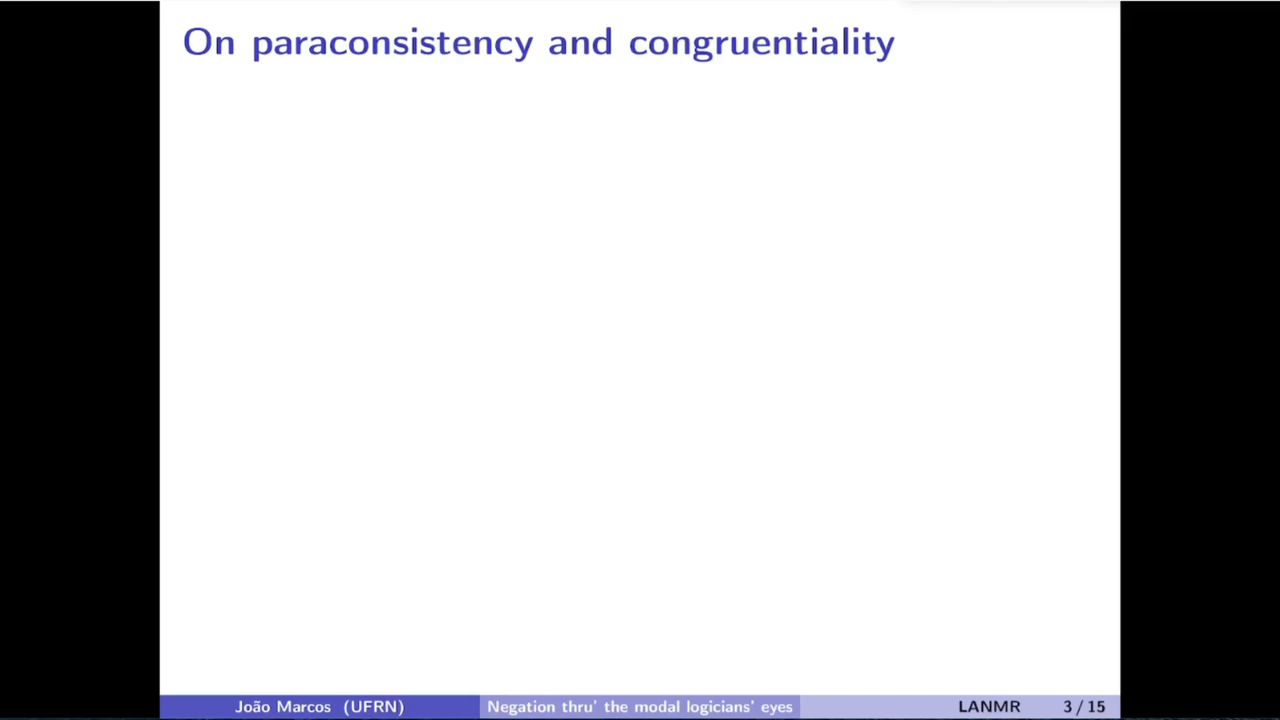 On paraconsistency and congruentiality
João Marcos (UFRN) Negation thru' the modal logicians' eyes LANMR 3 / 15